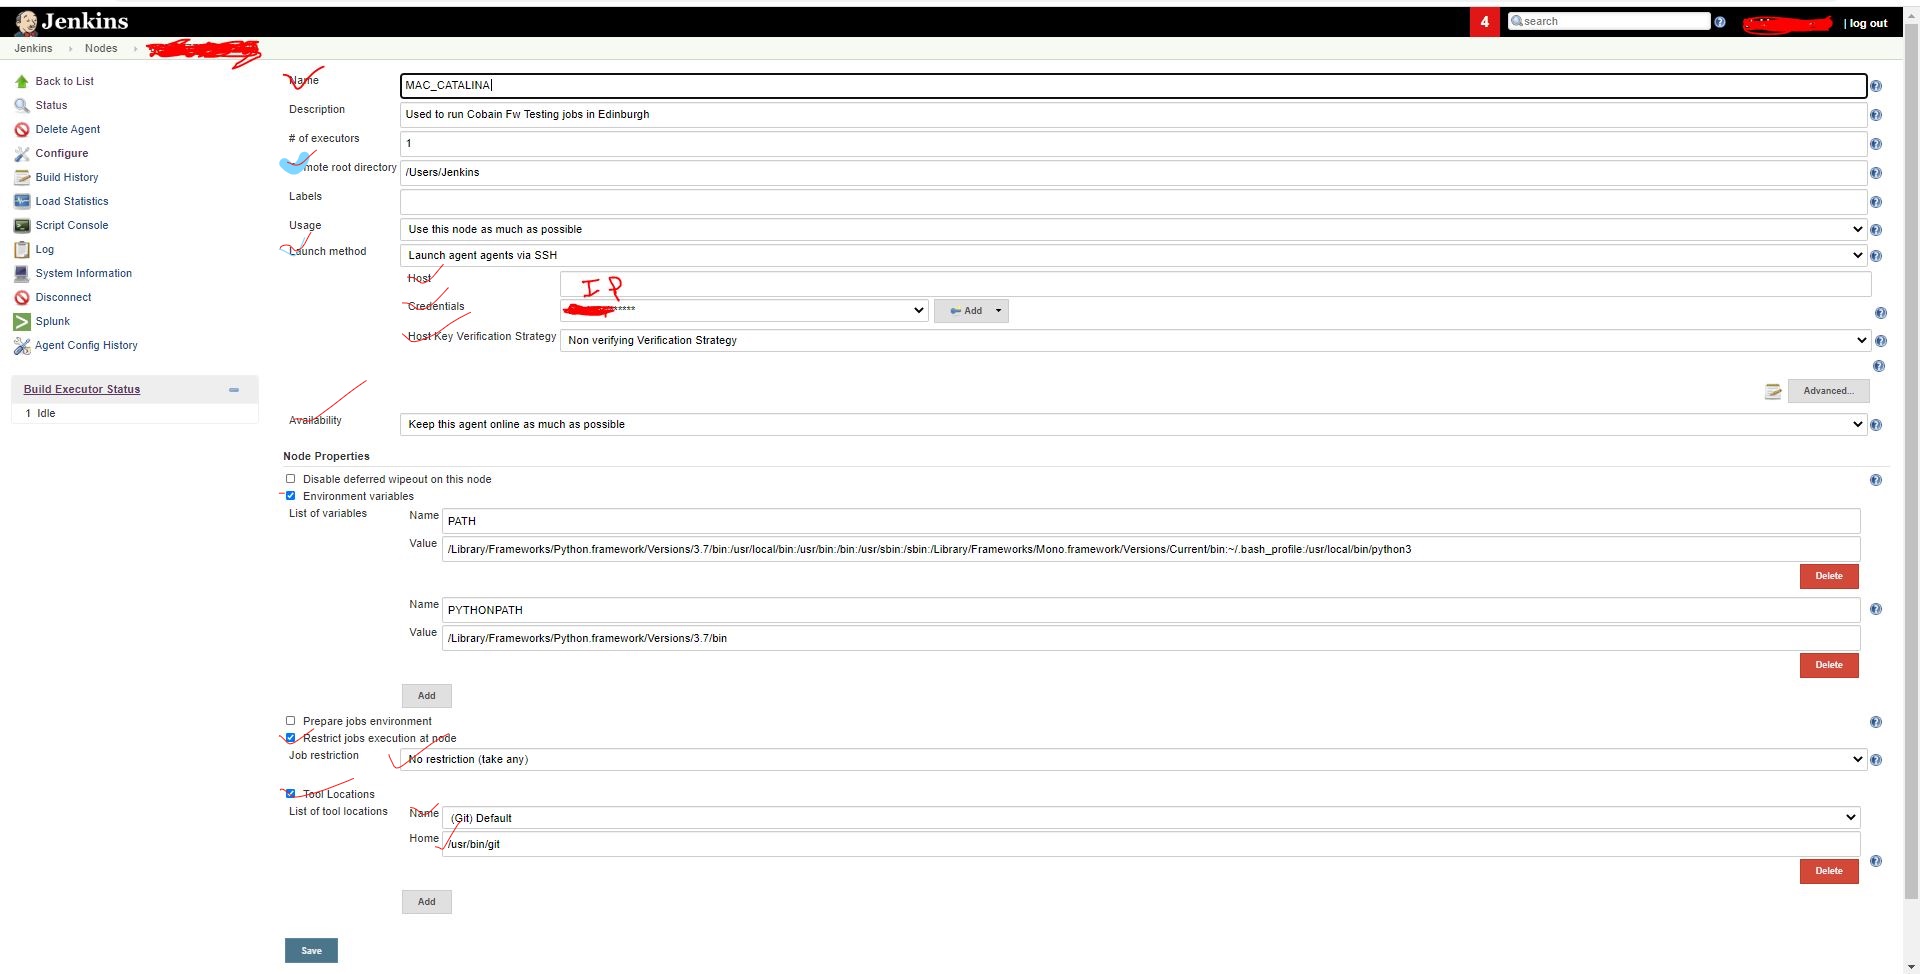 Jenkins
4
search
| log out
Jenkins
Nodes
Back to List
Status
Delete Agent
Configure
Build History
Load Statistics
Script Console
Log
System Information
Disconnect
Splunk
Agent Config History
Build Executor Status
1 Idle
Name
MAC_CATALINA
Description
Used to run Cobain Fw Testing jobs in Edinburgh
# of executors
1
mote root directory
/Users/Jenkins
Labels
Usage
Use this node as much as possible
Launch method
Launch agent agents via SSH
Host
IP
Credentials
*****
Add
Host Key Verification Strategy
Non verifying Verification Strategy
Advanced...
Availability
Keep this agent online as much as possible
Node Properties
Disable deferred wipeout on this node
Environment variables
List of variables
Name
PATH
Value
/Library/Frameworks/Python.framework/Versions/3.7/bin:/usr/local/bin:/usr/bin:/bin:/usr/sbin:/sbin:/Library/Frameworks/Mono.framework/Versions/Current/bin:~/.bash_profile:/usr/local/bin/python3
Delete
Name
PYTHONPATH
Value
/Library/Frameworks/Python.framework/Versions/3.7/bin
Delete
Add
Prepare jobs environment
Restrict jobs execution at node
Job restriction
No restriction (take any)
Tool Locations
List of tool locations
Name
(Git) Default
Home
/usr/bin/git
Delete
Add
Save